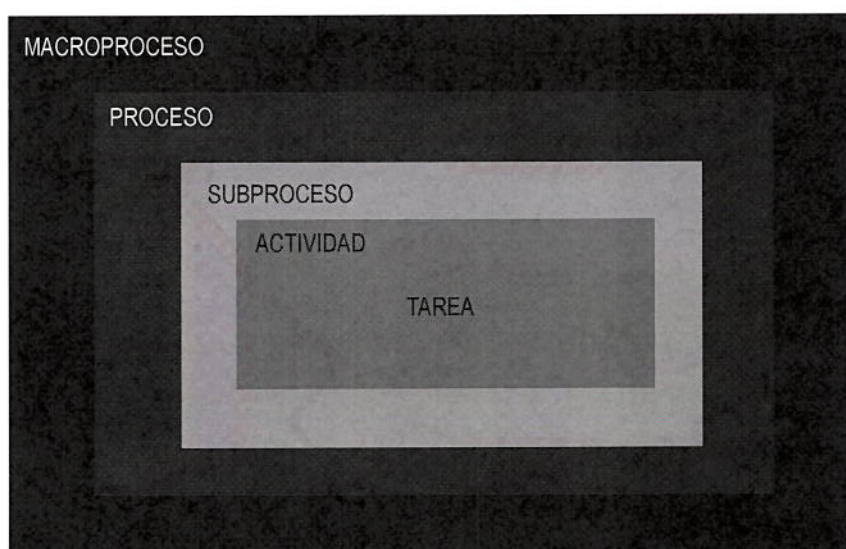 MACROPROCESO
PROCESO
SUBPROCESO
ACTIVIDAD
TAREA